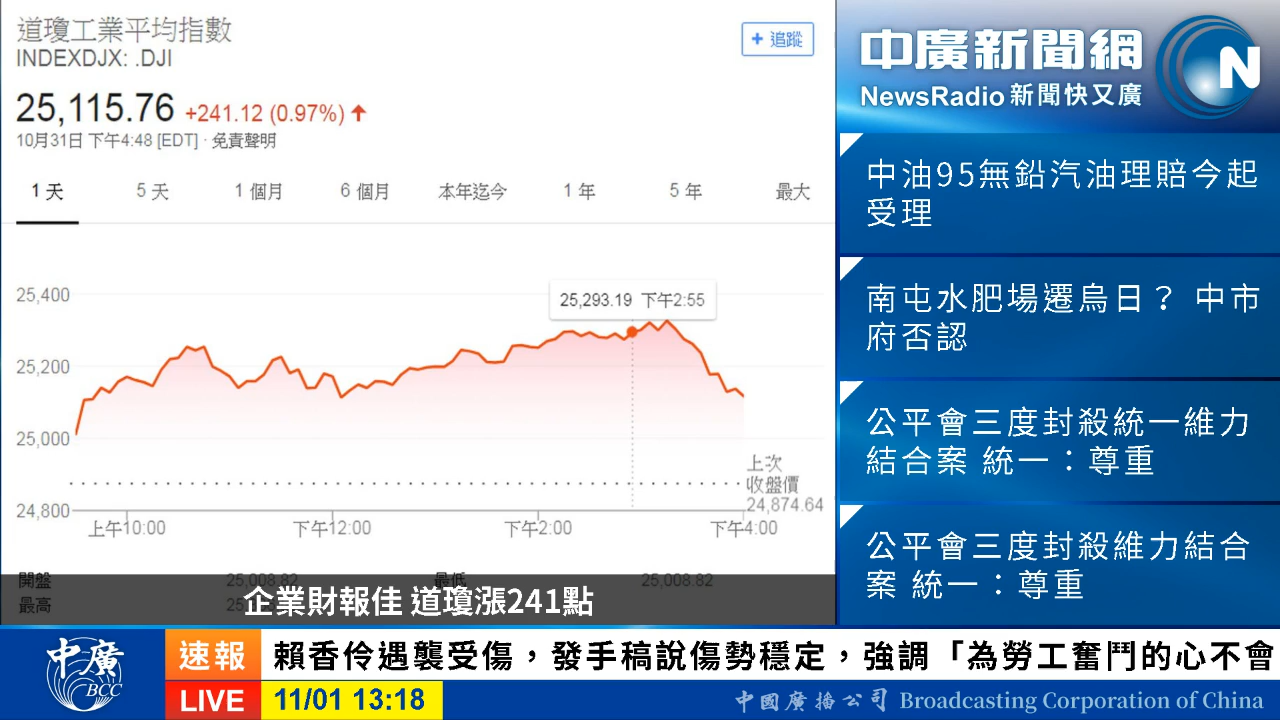 道瓊工業平均指數
INDEXDJX: .DJI
+ 追蹤
25,115.76 +241.12 (0.97%)
10月31日 下午4:48 [EDT] · 免責聲明
1 天 5 天 1 個月 6 個月 本年迄今 1 年 5 年 最大
25,400
25,293.19 下午2:55
25,200
25,000
上次
收盤價
24,874.64
24,800
上午10:00 下午12:00 下午2:00 下午4:00
開盤 25,008.82 最低 25,008.82
最高
企業財報佳 道瓊漲241點
中廣新聞網
NewsRadio 新聞快又廣
N
中油95無鉛汽油理賠今起
受理
南屯水肥場遷烏日？ 中市
府否認
公平會三度封殺統一維力
結合案 統一：尊重
公平會三度封殺維力結合
案 統一：尊重
中廣
BCC
速報 賴香伶遇襲受傷，發手稿說傷勢穩定，強調「為勞工奮鬥的心不會
LIVE 11/01 13:18
中國廣播公司 Broadcasting Corporation of China